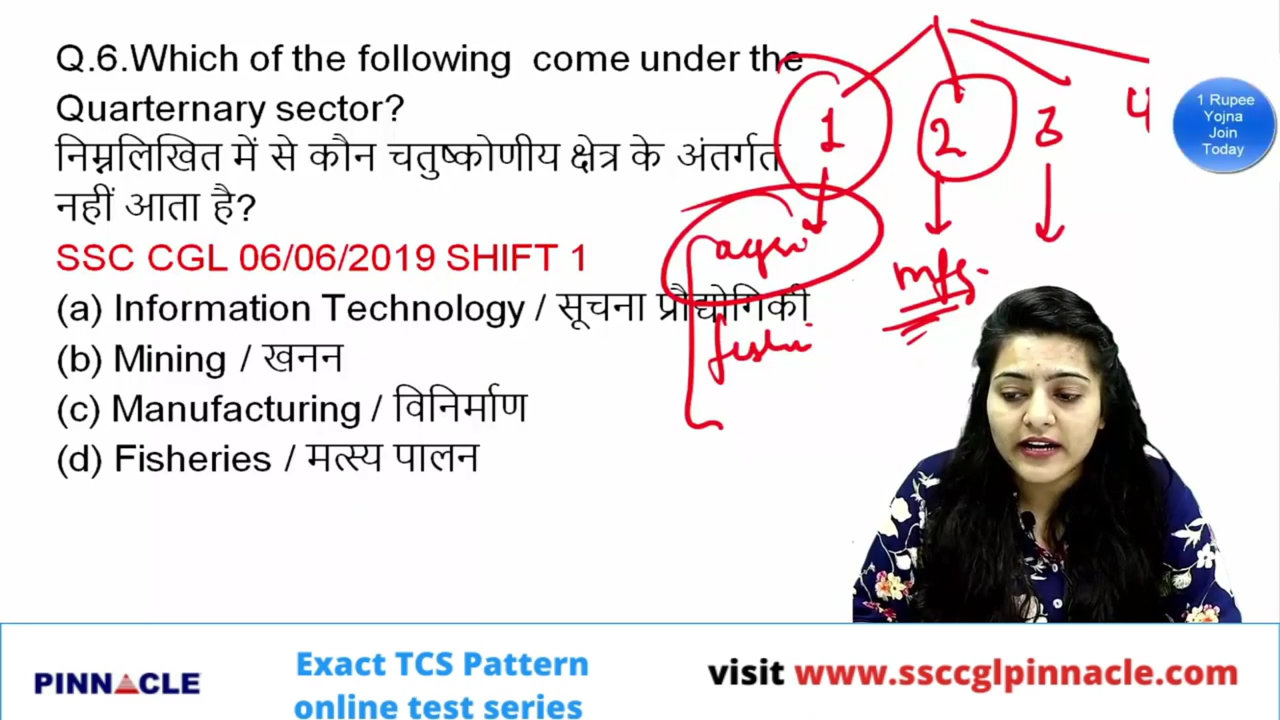 Q.6.Which of the following come under the
Quarternary sector?
निम्नलिखित में से कौन चतुष्कोणीय क्षेत्र के अंतर्गत
नहीं आता है?
SSC CGL 06/06/2019 SHIFT 1
(a) Information Technology / सूचना प्रौद्योगिकी
(b) Mining / खनन
(c) Manufacturing / विनिर्माण
(d) Fisheries / मत्स्य पालन
1 2 3 4
mfg.
1 Rupee
Yojna
Join
Today
PINNACLE
Exact TCS Pattern
online test series
visit www.ssccglpinnacle.com